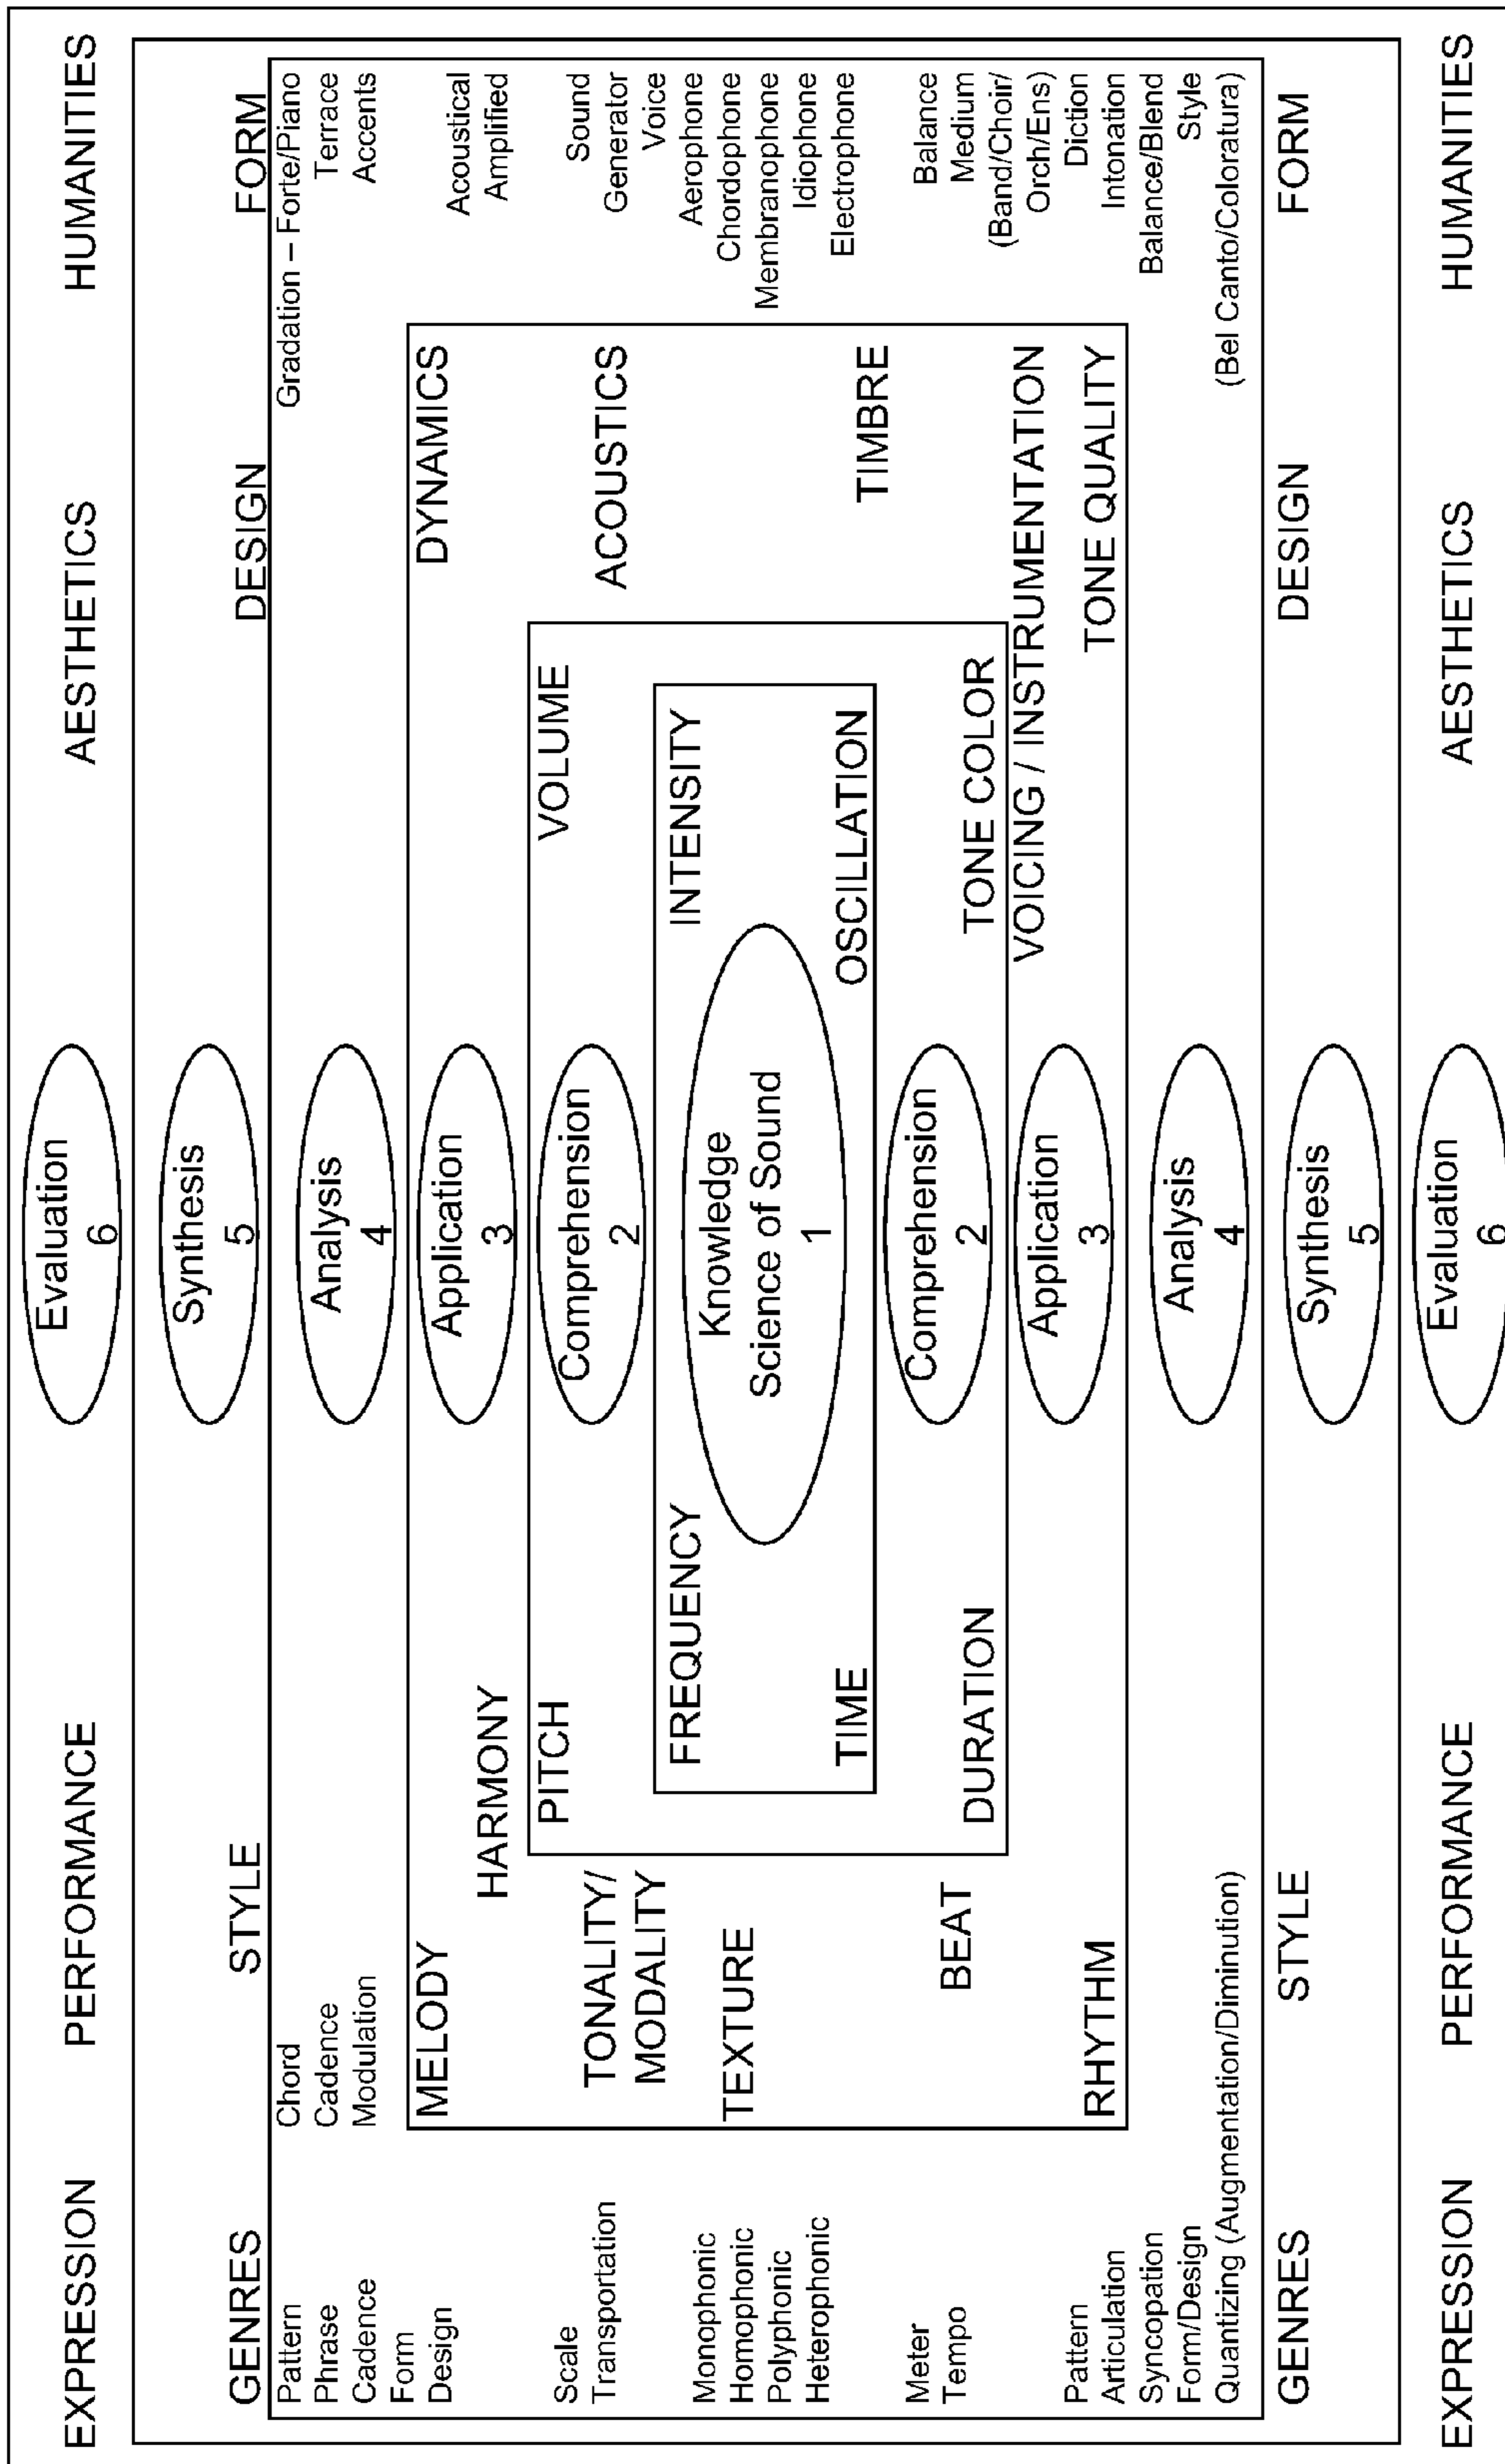 Evaluation
6
EXPRESSION PERFORMANCE AESTHETICS HUMANITIES
Synthesis
5
GENRES STYLE DESIGN FORM
Pattern Chord Gradation – Forte/Piano
Phrase Cadence Analysis Terrace
Cadence Modulation 4 Accents
Form
Design
MELODY Application DYNAMICS
3
HARMONY
Acoustical
Amplified
PITCH Comprehension VOLUME
2
Scale
Transportation
TONALITY/
MODALITY
ACOUSTICS
Sound
Generator
Voice
FREQUENCY Knowledge INTENSITY
Science of Sound
1
TIME OSCILLATION
TEXTURE
Monophonic
Homophonic
Polyphonic
Heterophonic
Aerophone
Chordophone
Membranophone
Idiophone
Electrophone
TIMBRE
Comprehension
2
DURATION TONE COLOR
BEAT
Meter
Tempo
Balance
Medium
(Band/Choir/
Orch/Ens)
Application
3
VOICING / INSTRUMENTATION
RHYTHM TONE QUALITY
Pattern Diction
Articulation Intonation
Syncopation Analysis Balance/Blend
Form/Design 4 Style
Quantizing (Augmentation/Diminution) (Bel Canto/Coloratura)
GENRES STYLE DESIGN FORM
Synthesis
5
Evaluation
6
EXPRESSION PERFORMANCE AESTHETICS HUMANITIES